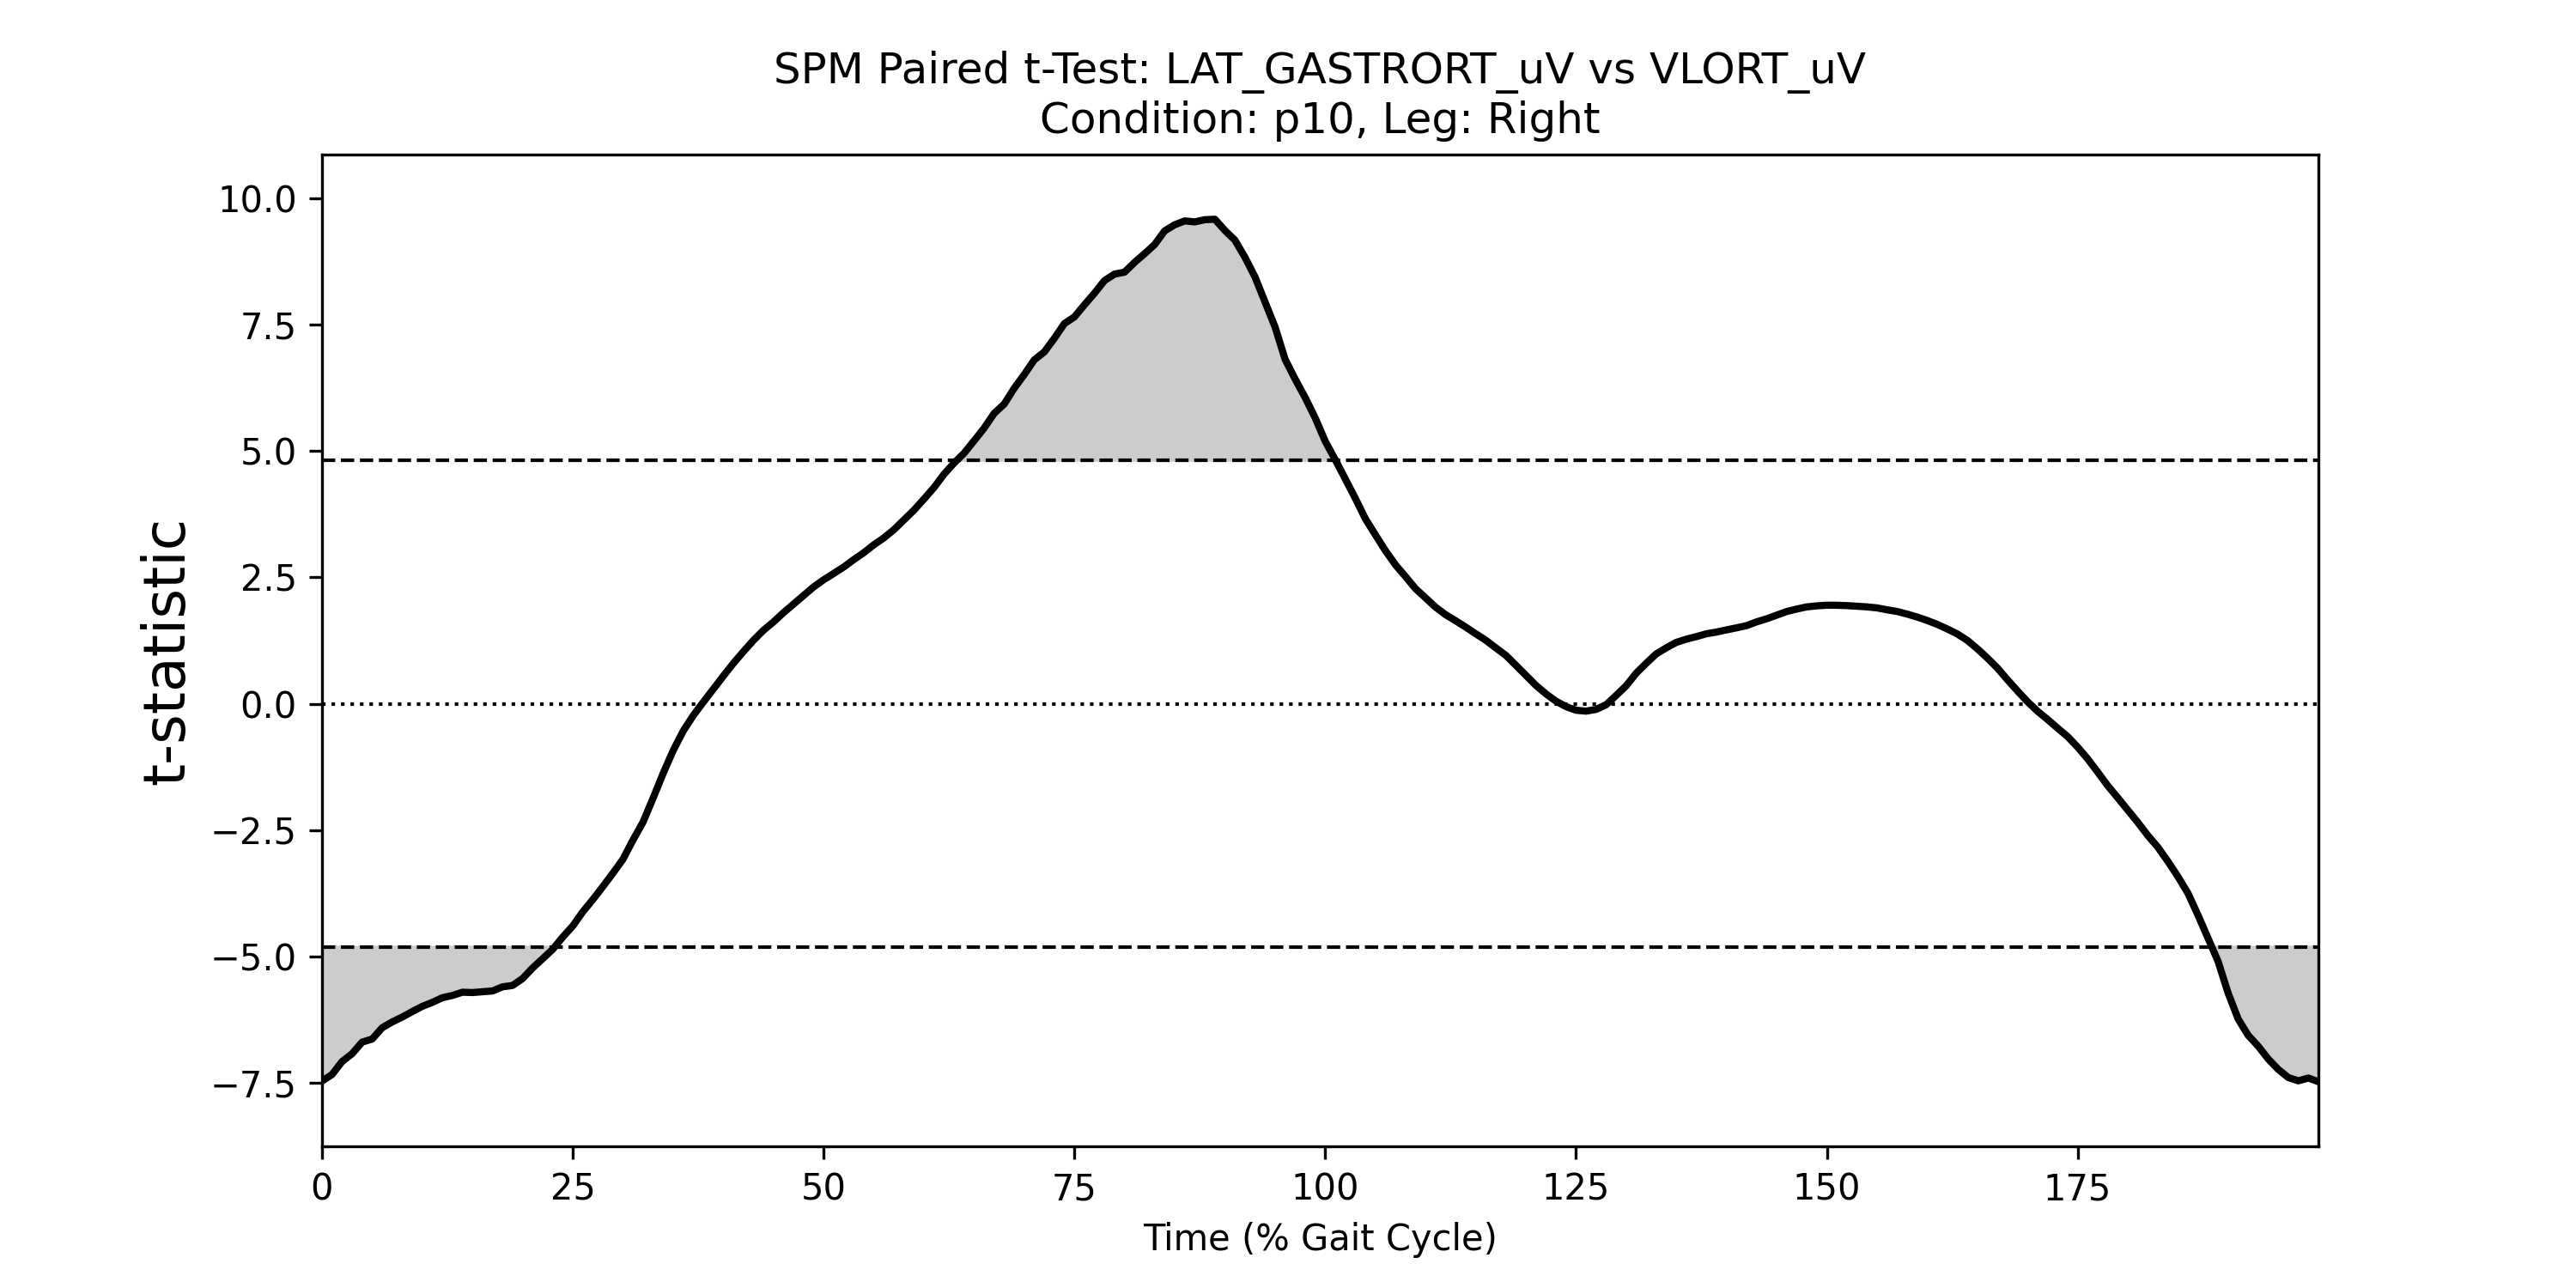 SPM Paired t-Test: LAT_GASTRORT_uV vs VLORT_uV
Condition: p10, Leg: Right
t-statistic
10.0
7.5
5.0
2.5
0.0
−2.5
−5.0
−7.5
0 25 50 75 100 125 150 175
Time (% Gait Cycle)